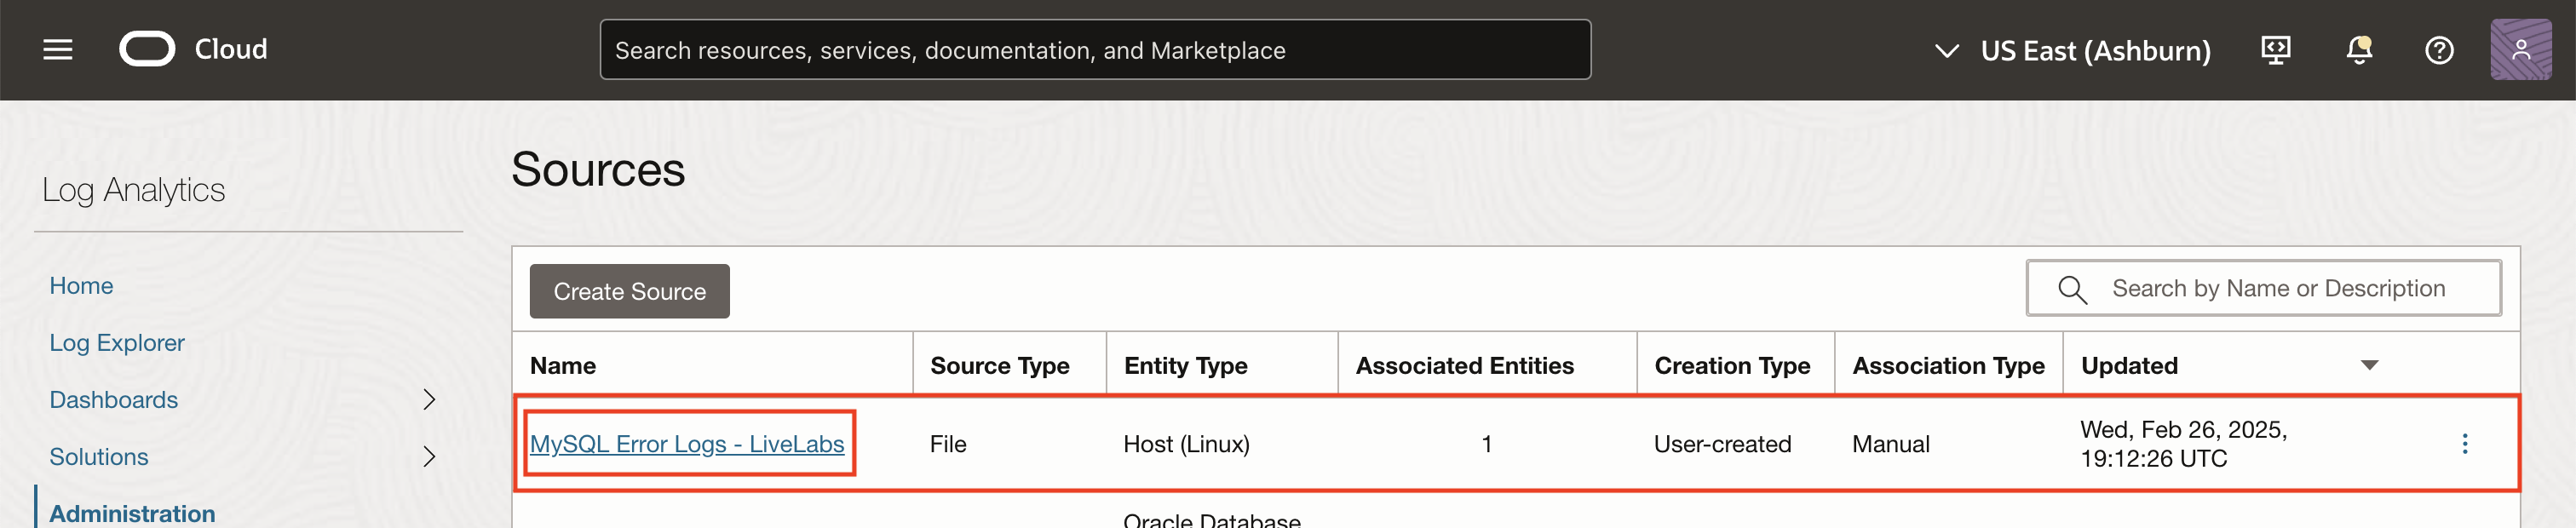 Cloud
Search resources, services, documentation, and Marketplace
US East (Ashburn)
Log Analytics
Home
Log Explorer
Dashboards
Solutions
Administration
Sources
Create Source
Search by Name or Description
Name Source Type Entity Type Associated Entities Creation Type Association Type Updated
MySQL Error Logs - LiveLabs File Host (Linux) 1 User-created Manual Wed, Feb 26, 2025,
19:12:26 UTC
Oracle Database